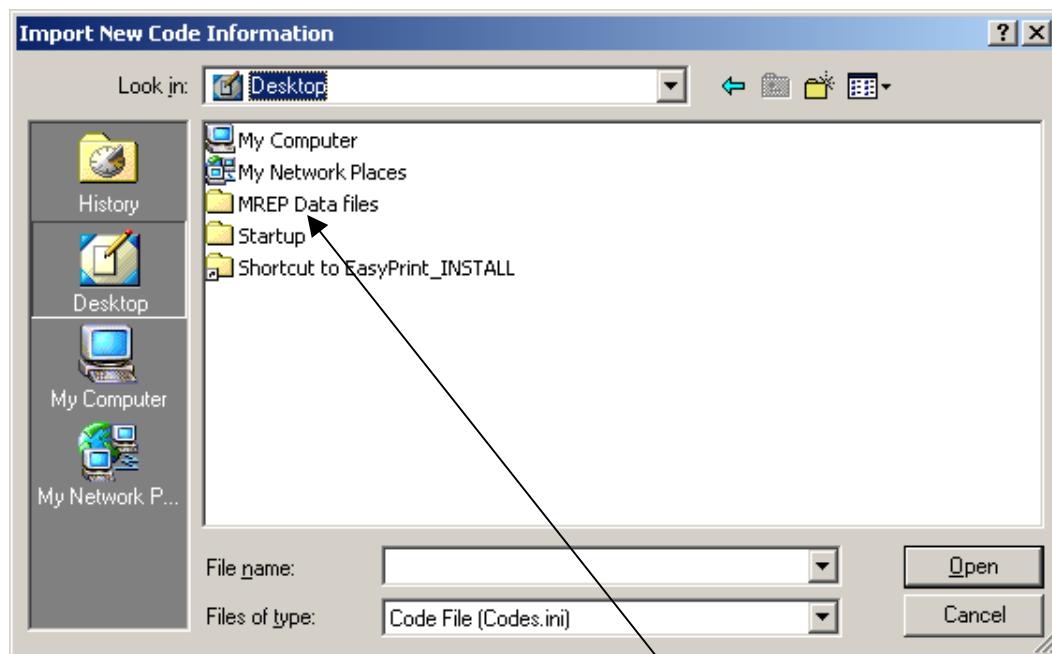 Import New Code Information
Look in: Desktop
History
Desktop
My Computer
My Network P...
My Computer
My Network Places
MREP Data files
Startup
Shortcut to EasyPrint_INSTALL
File name:
Open
Files of type: Code File (Codes.ini)
Cancel